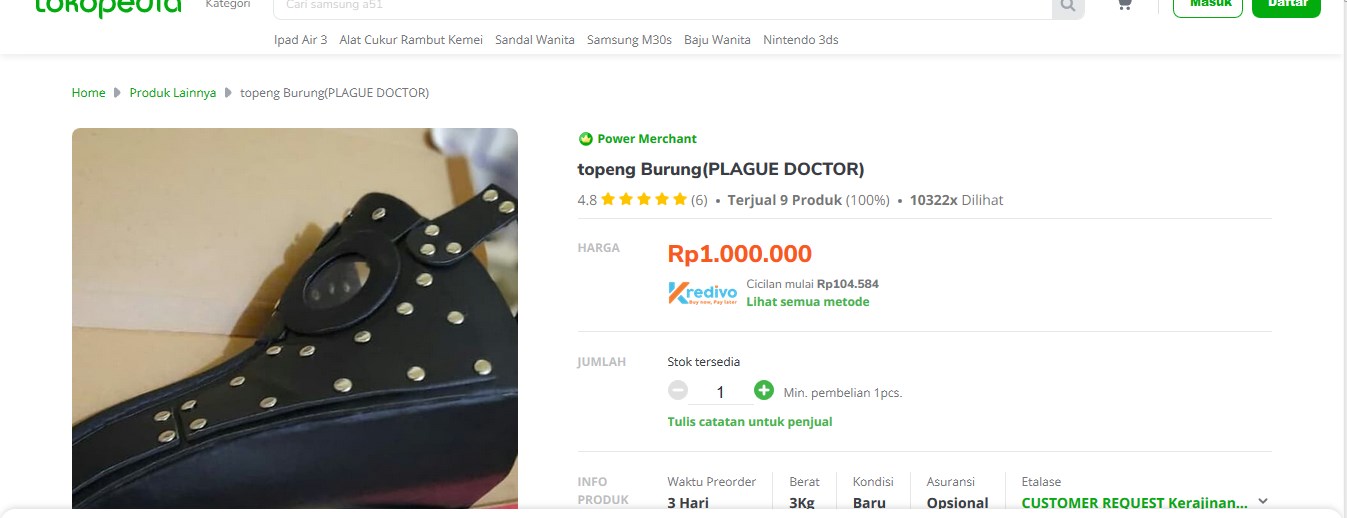 tokopedia Kategori Cari samsung a51 Masuk Daftar
Ipad Air 3 Alat Cukur Rambut Kemei Sandal Wanita Samsung M30s Baju Wanita Nintendo 3ds
Home Produk Lainnya topeng Burung(PLAGUE DOCTOR)
Power Merchant
topeng Burung(PLAGUE DOCTOR)
4.8 (6) • Terjual 9 Produk (100%) • 10322x Dilihat
HARGA
Rp1.000.000
Kredivo
Buy now, Pay later
Cicilan mulai Rp104.584
Lihat semua metode
JUMLAH
Stok tersedia
1
Min. pembelian 1pcs.
Tulis catatan untuk penjual
INFO PRODUK
Waktu Preorder
3 Hari
Berat
3Kg
Kondisi
Baru
Asuransi
Opsional
Etalase
CUSTOMER REQUEST Kerajinan...